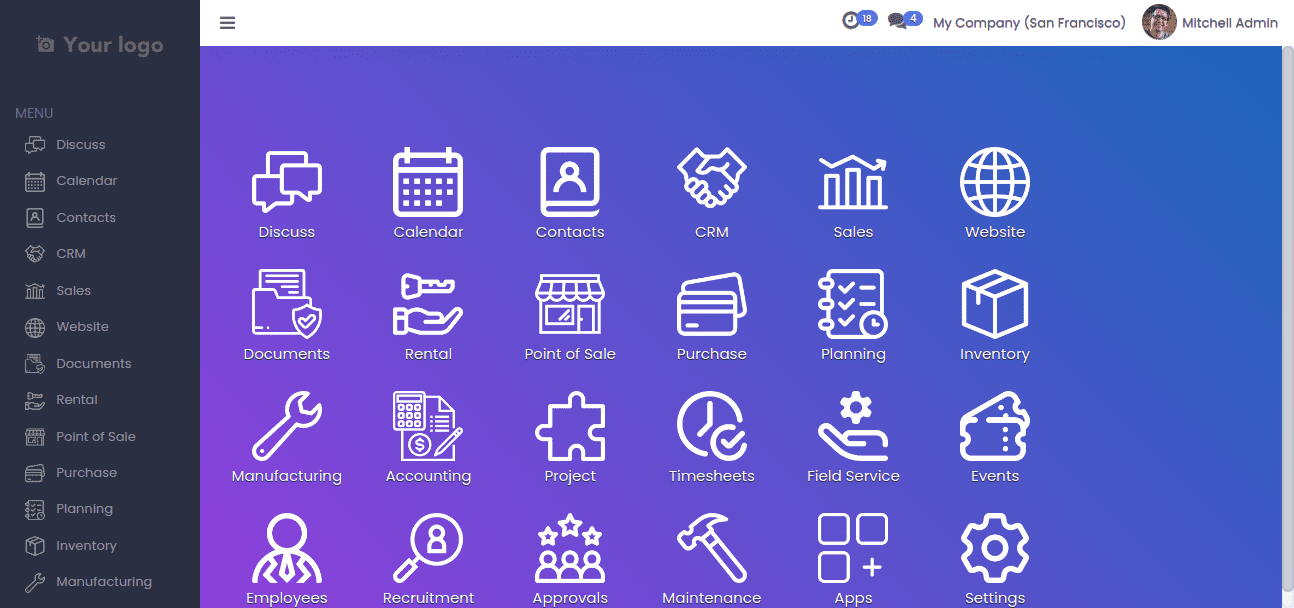 Your logo
18
4
My Company (San Francisco)
Mitchell Admin
MENU
Discuss
Calendar
Contacts
CRM
Sales
Website
Documents
Rental
Point of Sale
Purchase
Planning
Inventory
Manufacturing
Discuss
Calendar
Contacts
CRM
Sales
Website
Documents
Rental
Point of Sale
Purchase
Planning
Inventory
Manufacturing
Accounting
Project
Timesheets
Field Service
Events
Employees
Recruitment
Approvals
Maintenance
Apps
Settings